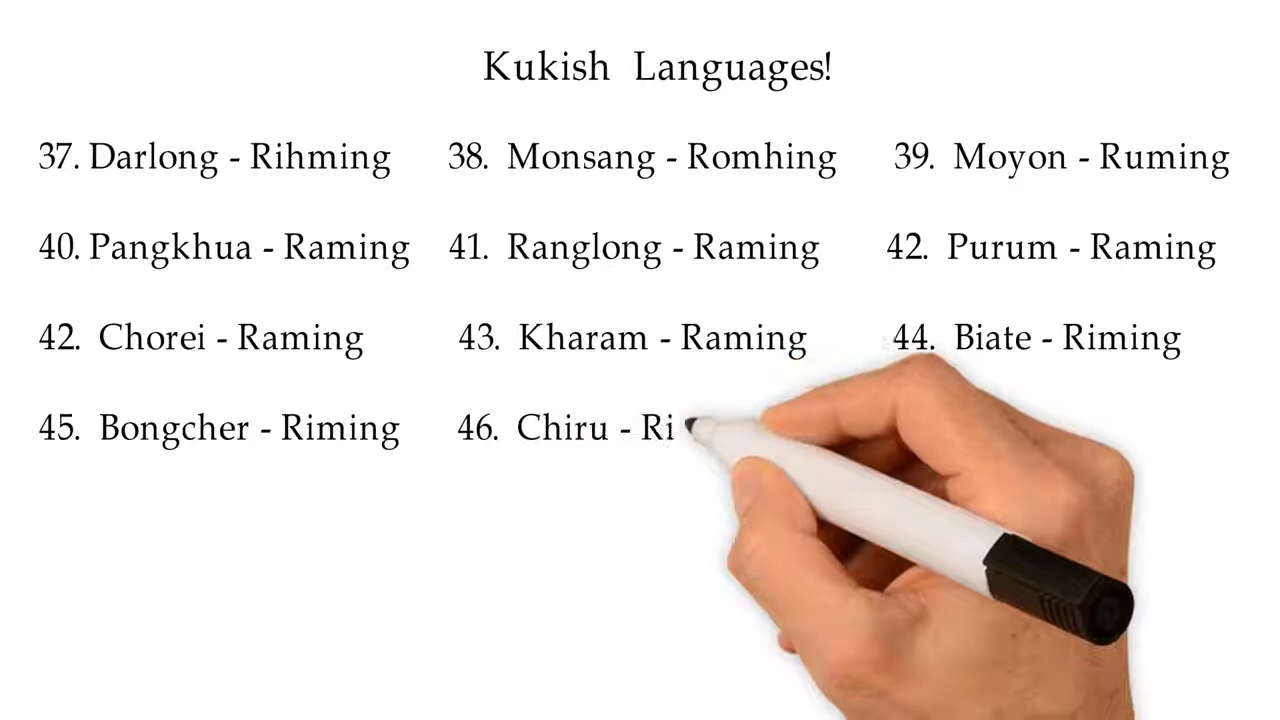 Kukish Languages!
37. Darlong - Rihming 38. Monsang - Romhing 39. Moyon - Ruming
40. Pangkhua - Raming 41. Ranglong - Raming 42. Purum - Raming
42. Chorei - Raming 43. Kharam - Raming 44. Biate - Riming
45. Bongcher - Riming 46. Chiru - Ri